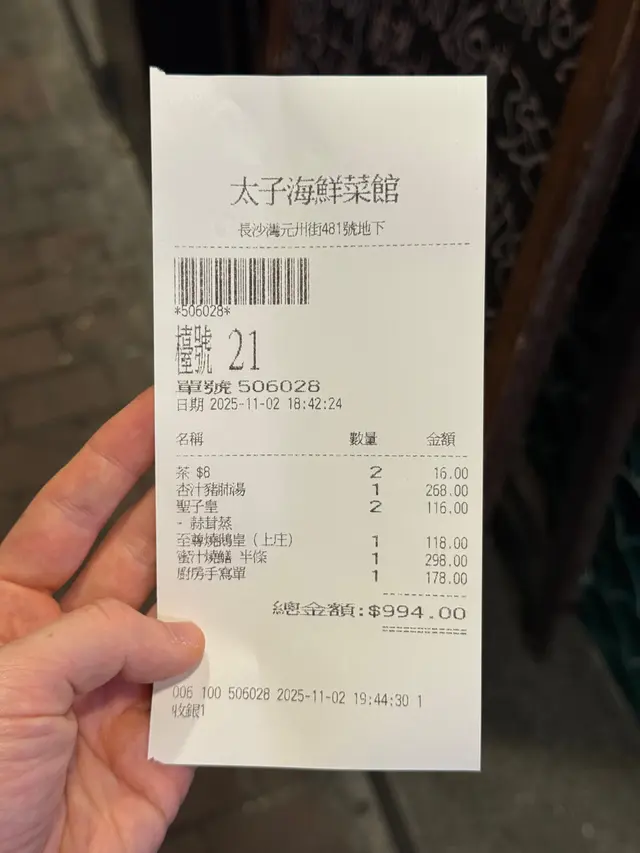 太子海鮮菜館
長沙灣元州街481號地下
*506028*
檯號 21
單號 506028
日期 2025-11-02 18:42:24
名稱 數量 金額
茶 $8 2 16.00
杏汁豬肺湯 1 268.00
聖子皇 2 116.00
- 蒜茸蒸
至尊燒鵝皇（上庄） 1 118.00
蜜汁燒鱔 半條 1 298.00
廚房手寫單 1 178.00
總金額:$994.00
006 100 506028 2025-11-02 19:44:30 1
收銀1